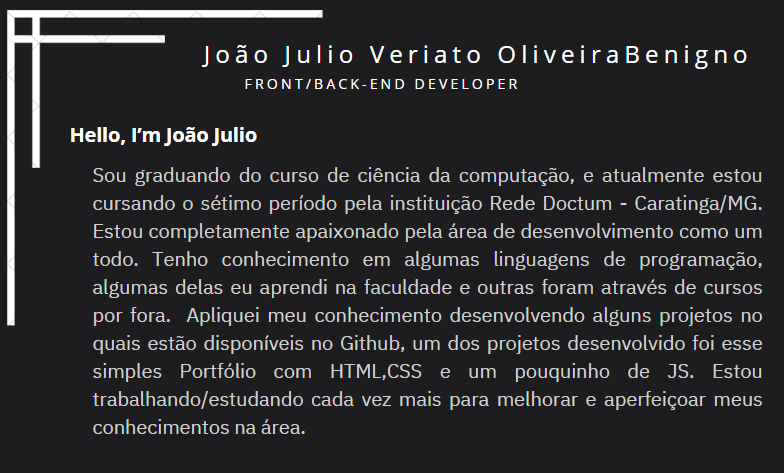 João Julio Veriato OliveiraBenigno
FRONT/BACK-END DEVELOPER
Hello, I'm João Julio
Sou graduando do curso de ciência da computação, e atualmente estou
cursando o sétimo período pela instituição Rede Doctum - Caratinga/MG.
Estou completamente apaixonado pela área de desenvolvimento como um
todo. Tenho conhecimento em algumas linguagens de programação,
algumas delas eu aprendi na faculdade e outras foram através de cursos
por fora. Apliquei meu conhecimento desenvolvendo alguns projetos no
quais estão disponíveis no Github, um dos projetos desenvolvido foi esse
simples Portfólio com HTML,CSS e um pouquinho de JS. Estou
trabalhando/estudando cada vez mais para melhorar e aperfeiçoar meus
conhecimentos na área.